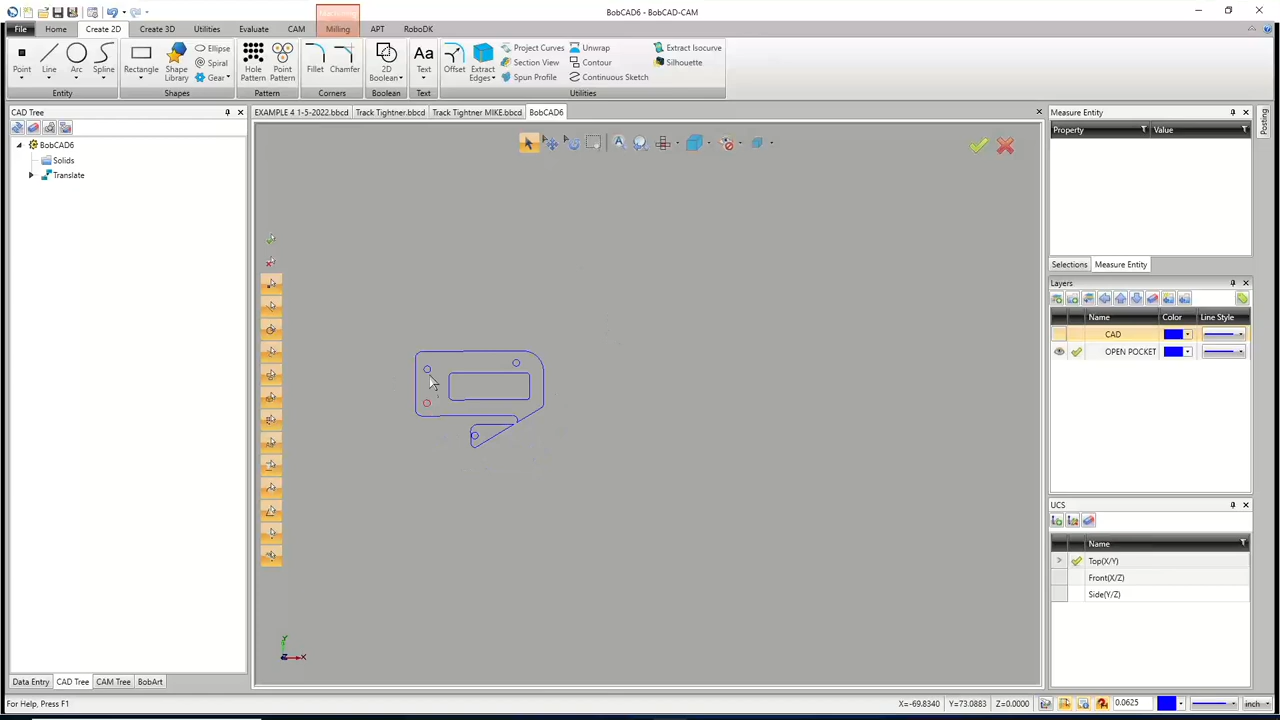 BobCAD6 - BobCAD-CAM
File Home Create 2D Create 3D Utilities Evaluate CAM Milling APT RoboDK
Point Line Arc Spline
Entity
Rectangle Shape Library Ellipse Spiral Gear
Shapes
Hole Pattern Point Pattern
Pattern
Fillet Chamfer
Corners
2D Boolean
Boolean
Text
Text
Offset Extract Edges Project Curves Section View Spun Profile Unwrap Contour Continuous Sketch Extract Isocurve Silhouette
Utilities
CAD Tree
EXAMPLE 4 1-5-2022.bbcd Track Tightner.bbcd Track Tightner MIKE.bbcd BobCAD6
BobCAD6
Solids
Translate
Measure Entity
Property Value
Posting
Selections Measure Entity
Layers
Name Color Line Style
CAD
OPEN POCKET
UCS
Name
Top(X/Y)
Front(X/Z)
Side(Y/Z)
Y
Z
X
Data Entry CAD Tree CAM Tree BobArt
For Help, Press F1
X=-69.8340 Y=73.0883 Z=0.0000 0.0625 inch